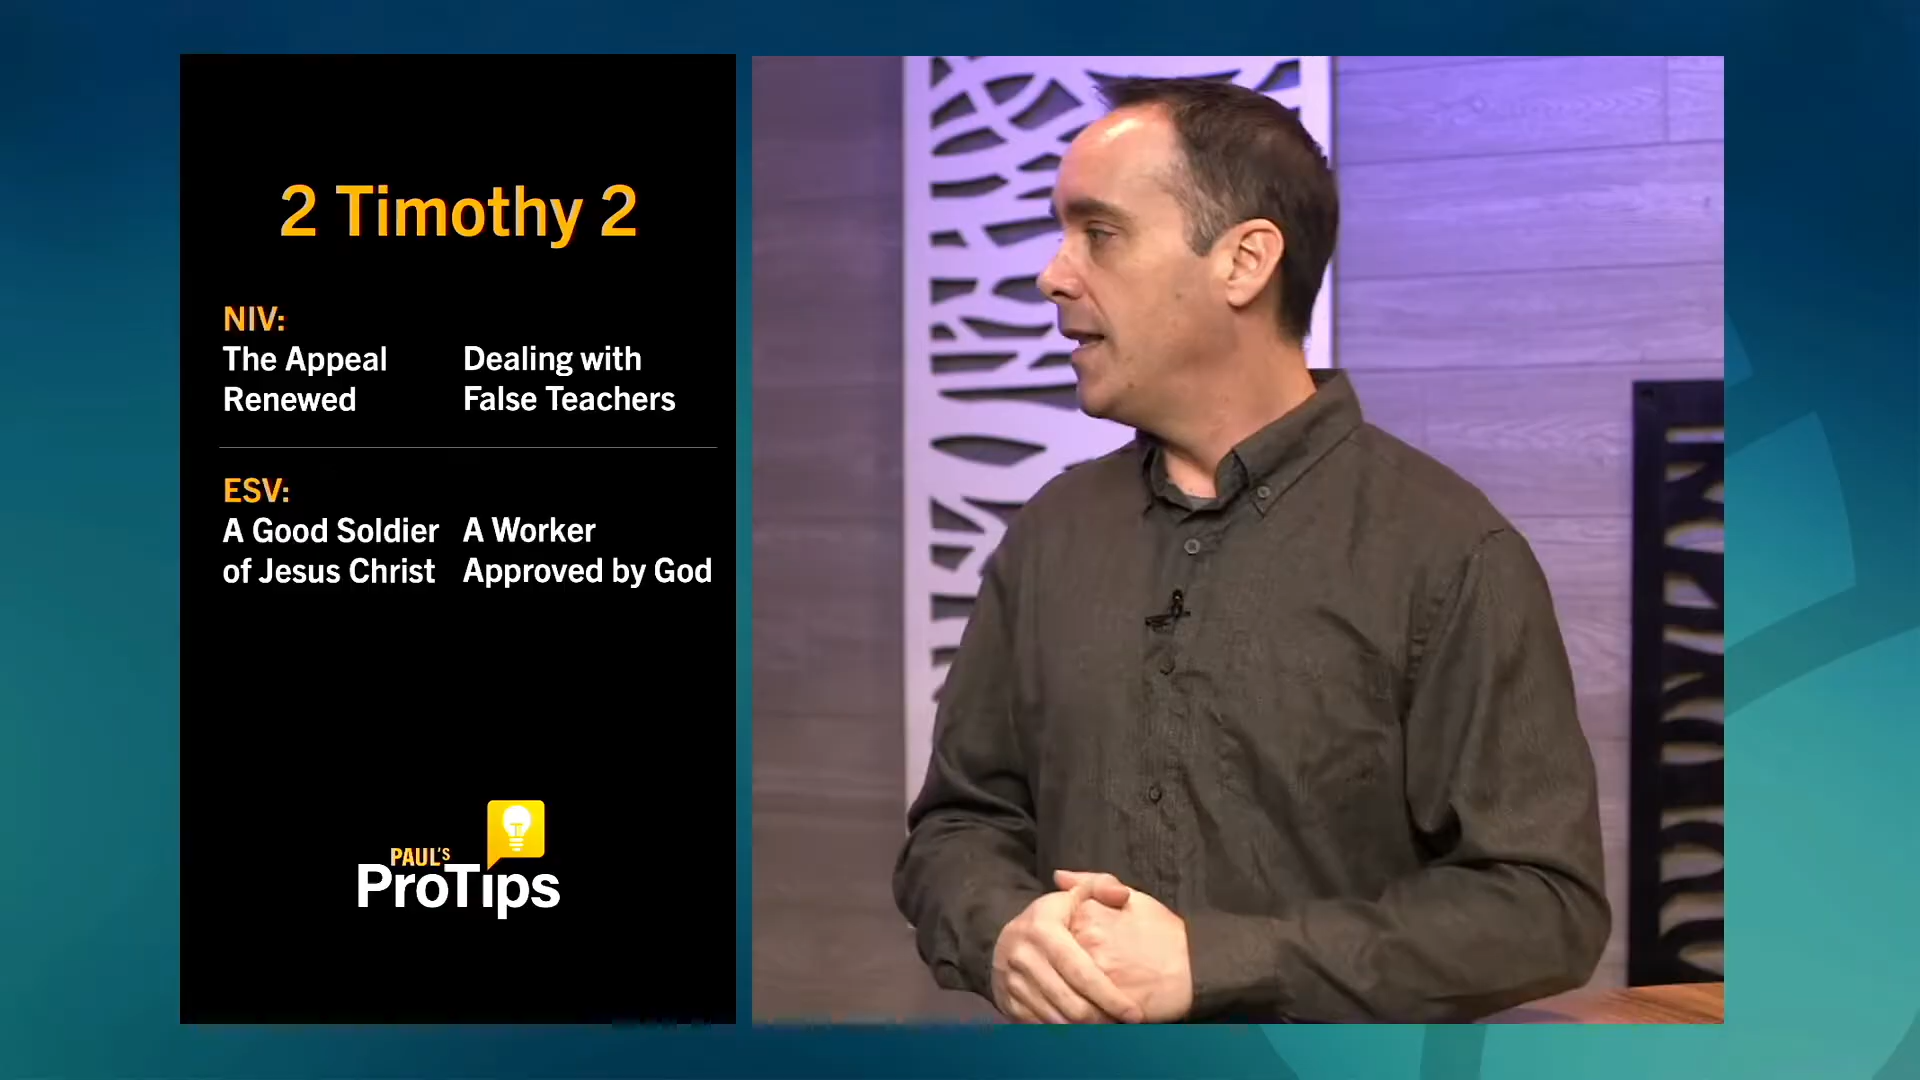 2 Timothy 2
NIV:
The Appeal
Renewed
Dealing with
False Teachers
ESV:
A Good Soldier
of Jesus Christ
A Worker
Approved by God
PAUL'S
ProTips